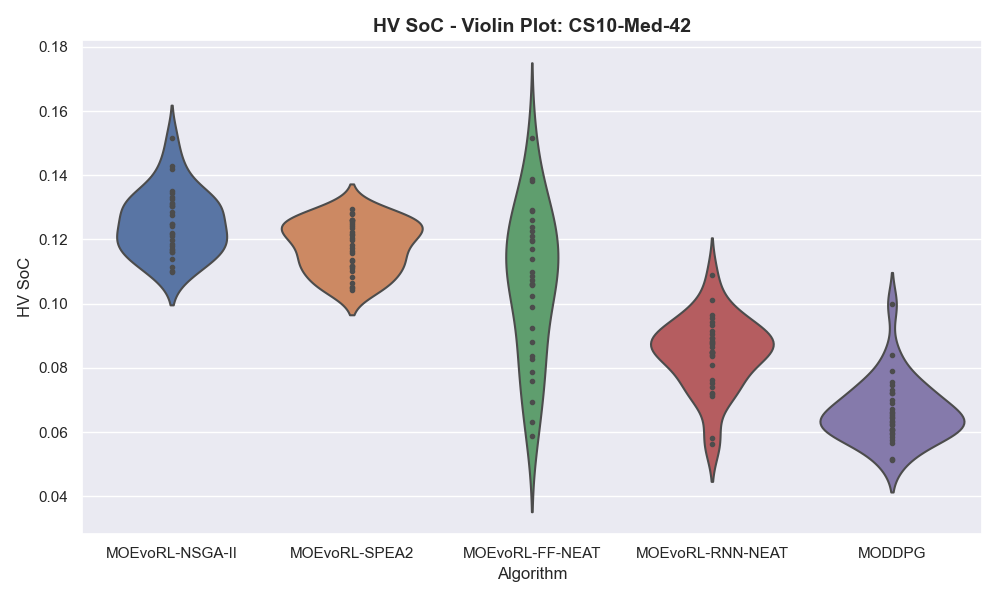 HV SoC - Violin Plot: CS10-Med-42
HV SoC
0.18
0.16
0.14
0.12
0.10
0.08
0.06
0.04
MOEvoRL-NSGA-II MOEvoRL-SPEA2 MOEvoRL-FF-NEAT MOEvoRL-RNN-NEAT MODDPG
Algorithm